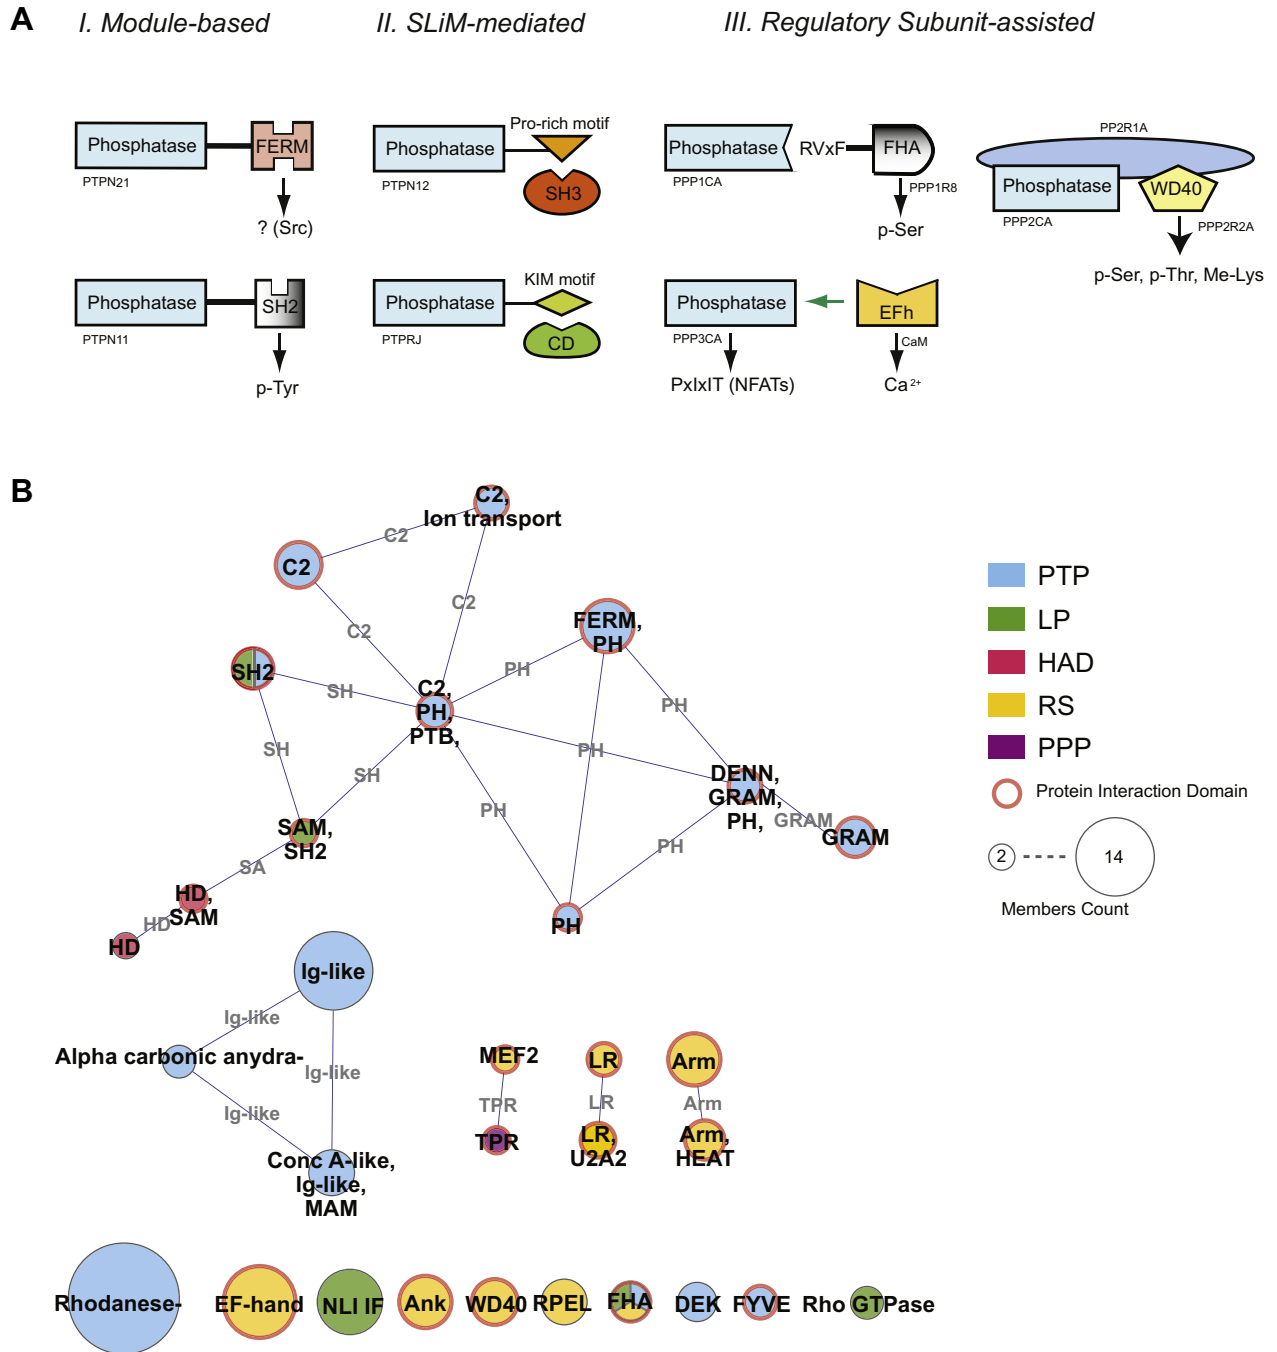 A
I. Module-based
II. SLiM-mediated
III. Regulatory Subunit-assisted
Phosphatase
FERM
PTPN21
? (Src)
Pro-rich motif
Phosphatase
PTPN12
SH3
Phosphatase
RVxF
FHA
PPP1CA
PPP1R8
p-Ser
PP2R1A
Phosphatase
WD40
PPP2CA
PPP2R2A
p-Ser, p-Thr, Me-Lys
Phosphatase
SH2
PTPN11
p-Tyr
KIM motif
Phosphatase
PTPRJ
CD
Phosphatase
EFh
PPP3CA
CaM
PxIxIT (NFATs)
Ca 2+
B
C2,
Ion transport
C2
C2
C2
C2
FERM,
PH
SH2
SH
PH
PH
C2,
PH,
PTB,
SH
SH
PH
PH
DENN,
GRAM,
PH,
GRAM
GRAM
SAM,
SH2
PH
SA
HD,
SAM
HD
HD
PH
Ig-like
Ig-like
Alpha carbonic anydra-
Ig-like
Ig-like
Conc A-like,
Ig-like,
MAM
MEF2
TPR
TPR
LR
LR
LR,
U2A2
Arm
Arm
Arm,
HEAT
PTP
LP
HAD
RS
PPP
Protein Interaction Domain
2
14
Members Count
Rhodanese-
EF-hand
NLI IF
Ank
WD40
RPEL
FHA
DEK
FYVE
Rho GTPase